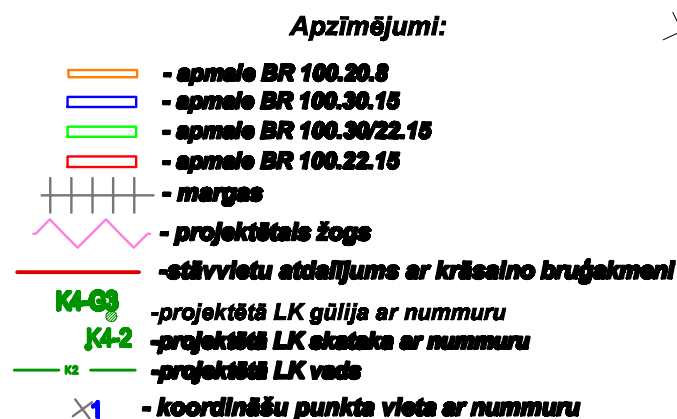 Apzīmējumi:
- apmale BR 100.20.8
- apmale BR 100.30.15
- apmale BR 100.30/22.15
- apmale BR 100.22.15
- margas
- projektētais žogs
-stāvvietu atdalījums ar krāsaino bruģakmeni
K4-G3 -projektētā LK gūlija ar nummuru
K4-2 -projektētā LK skataka ar nummuru
K2 -projektētā LK vads
1 - koordināšu punkta vieta ar nummuru